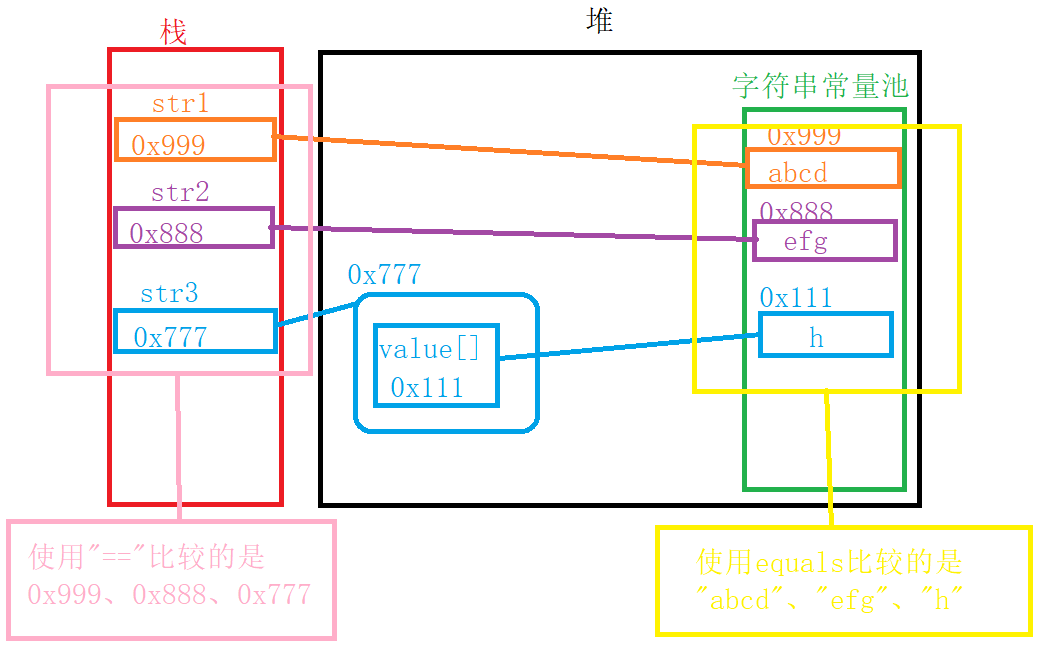 栈
堆
字符串常量池
str1
0x999
0x999
abcd
str2
0x888
0x888
efg
0x777
str3
0x777
value[]
0x111
0x111
h
使用"=="比较的是
0x999、0x888、0x777
使用equals比较的是
"abcd"、"efg"、"h"